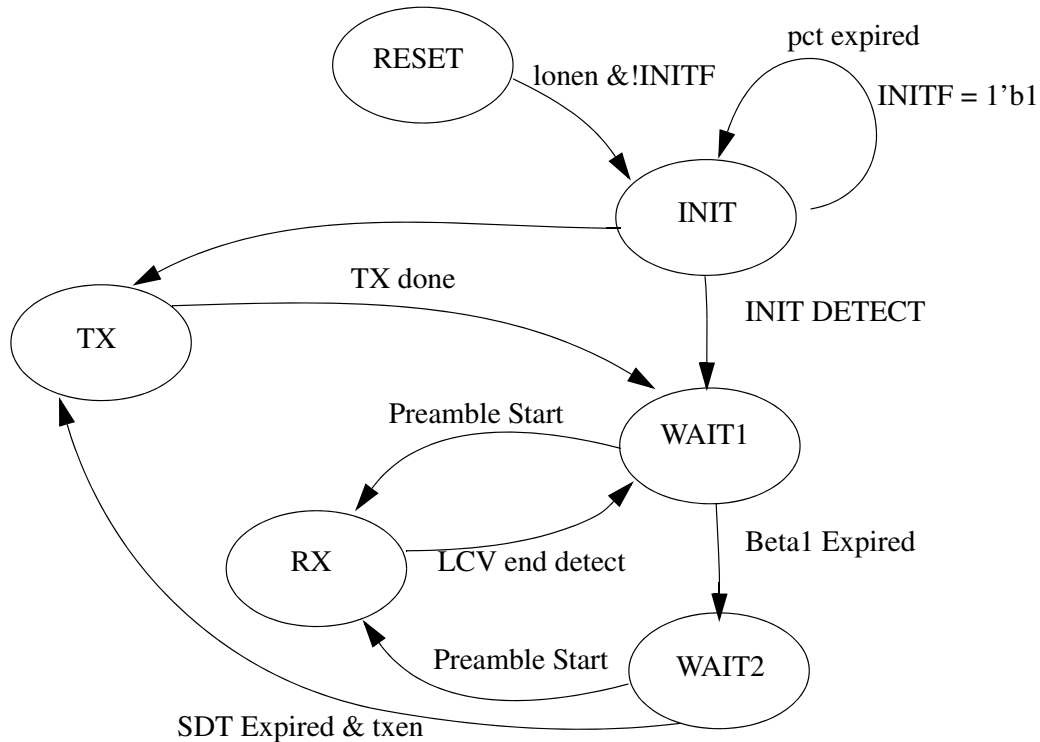 pct expired
RESET
lonen &!INITF
INITF = 1’b1
INIT
TX done
INIT DETECT
TX
Preamble Start
WAIT1
Beta1 Expired
RX
LCV end detect
Preamble Start
WAIT2
SDT Expired & txen